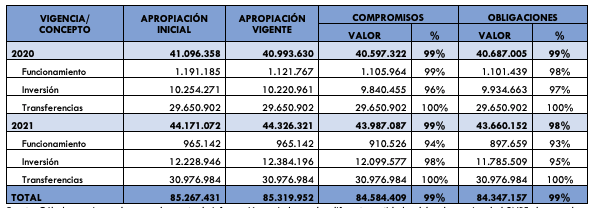 VIGENCIA/ CONCEPTO APROPIACIÓN INICIAL APROPIACIÓN VIGENTE COMPROMISOS OBLIGACIONES
VALOR % VALOR %
2020 41.096.358 40.993.630 40.597.322 99% 40.687.005 99%
Funcionamiento 1.191.185 1.121.767 1.105.964 99% 1.101.439 98%
Inversión 10.254.271 10.220.961 9.840.455 96% 9.934.663 97%
Transferencias 29.650.902 29.650.902 29.650.902 100% 29.650.902 100%
2021 44.171.072 44.326.321 43.987.087 99% 43.660.152 98%
Funcionamiento 965.142 965.142 910.526 94% 897.659 93%
Inversión 12.228.946 12.384.196 12.099.577 98% 11.785.509 95%
Transferencias 30.976.984 30.976.984 30.976.984 100% 30.976.984 100%
TOTAL 85.267.431 85.319.952 84.584.409 99% 84.347.157 99%